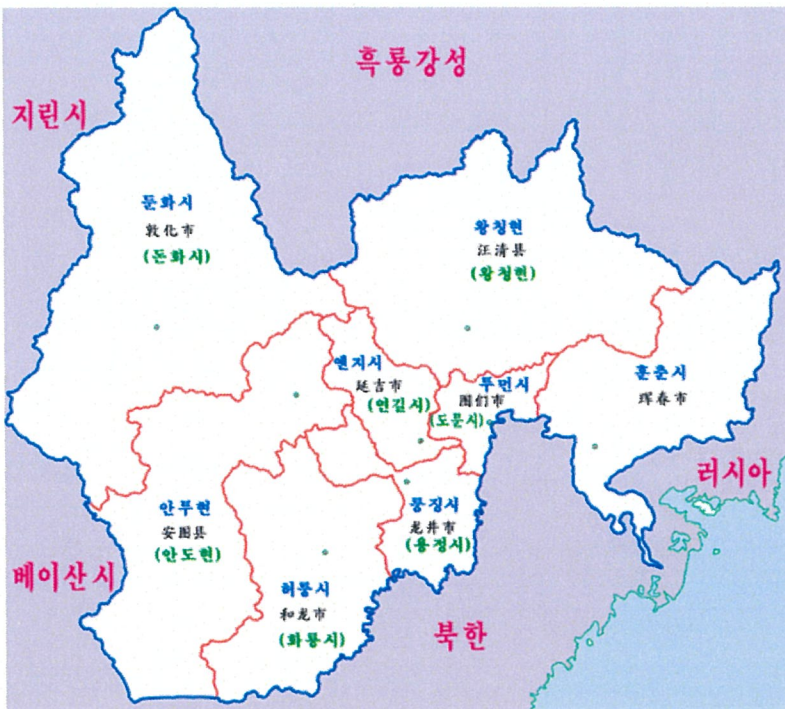 흑룡강성
지린시
둔화시
敦化市
(돈화시)
왕청현
汪清县
(왕청현)
옌지시
延吉市
(연길시)
투먼시
图们市
(도문시)
훈춘시
珲春市
러시아
안투현
安图县
(안도현)
룽징시
龙井市
(용정시)
베이산시
허룽시
和龙市
(화룡시)
북한